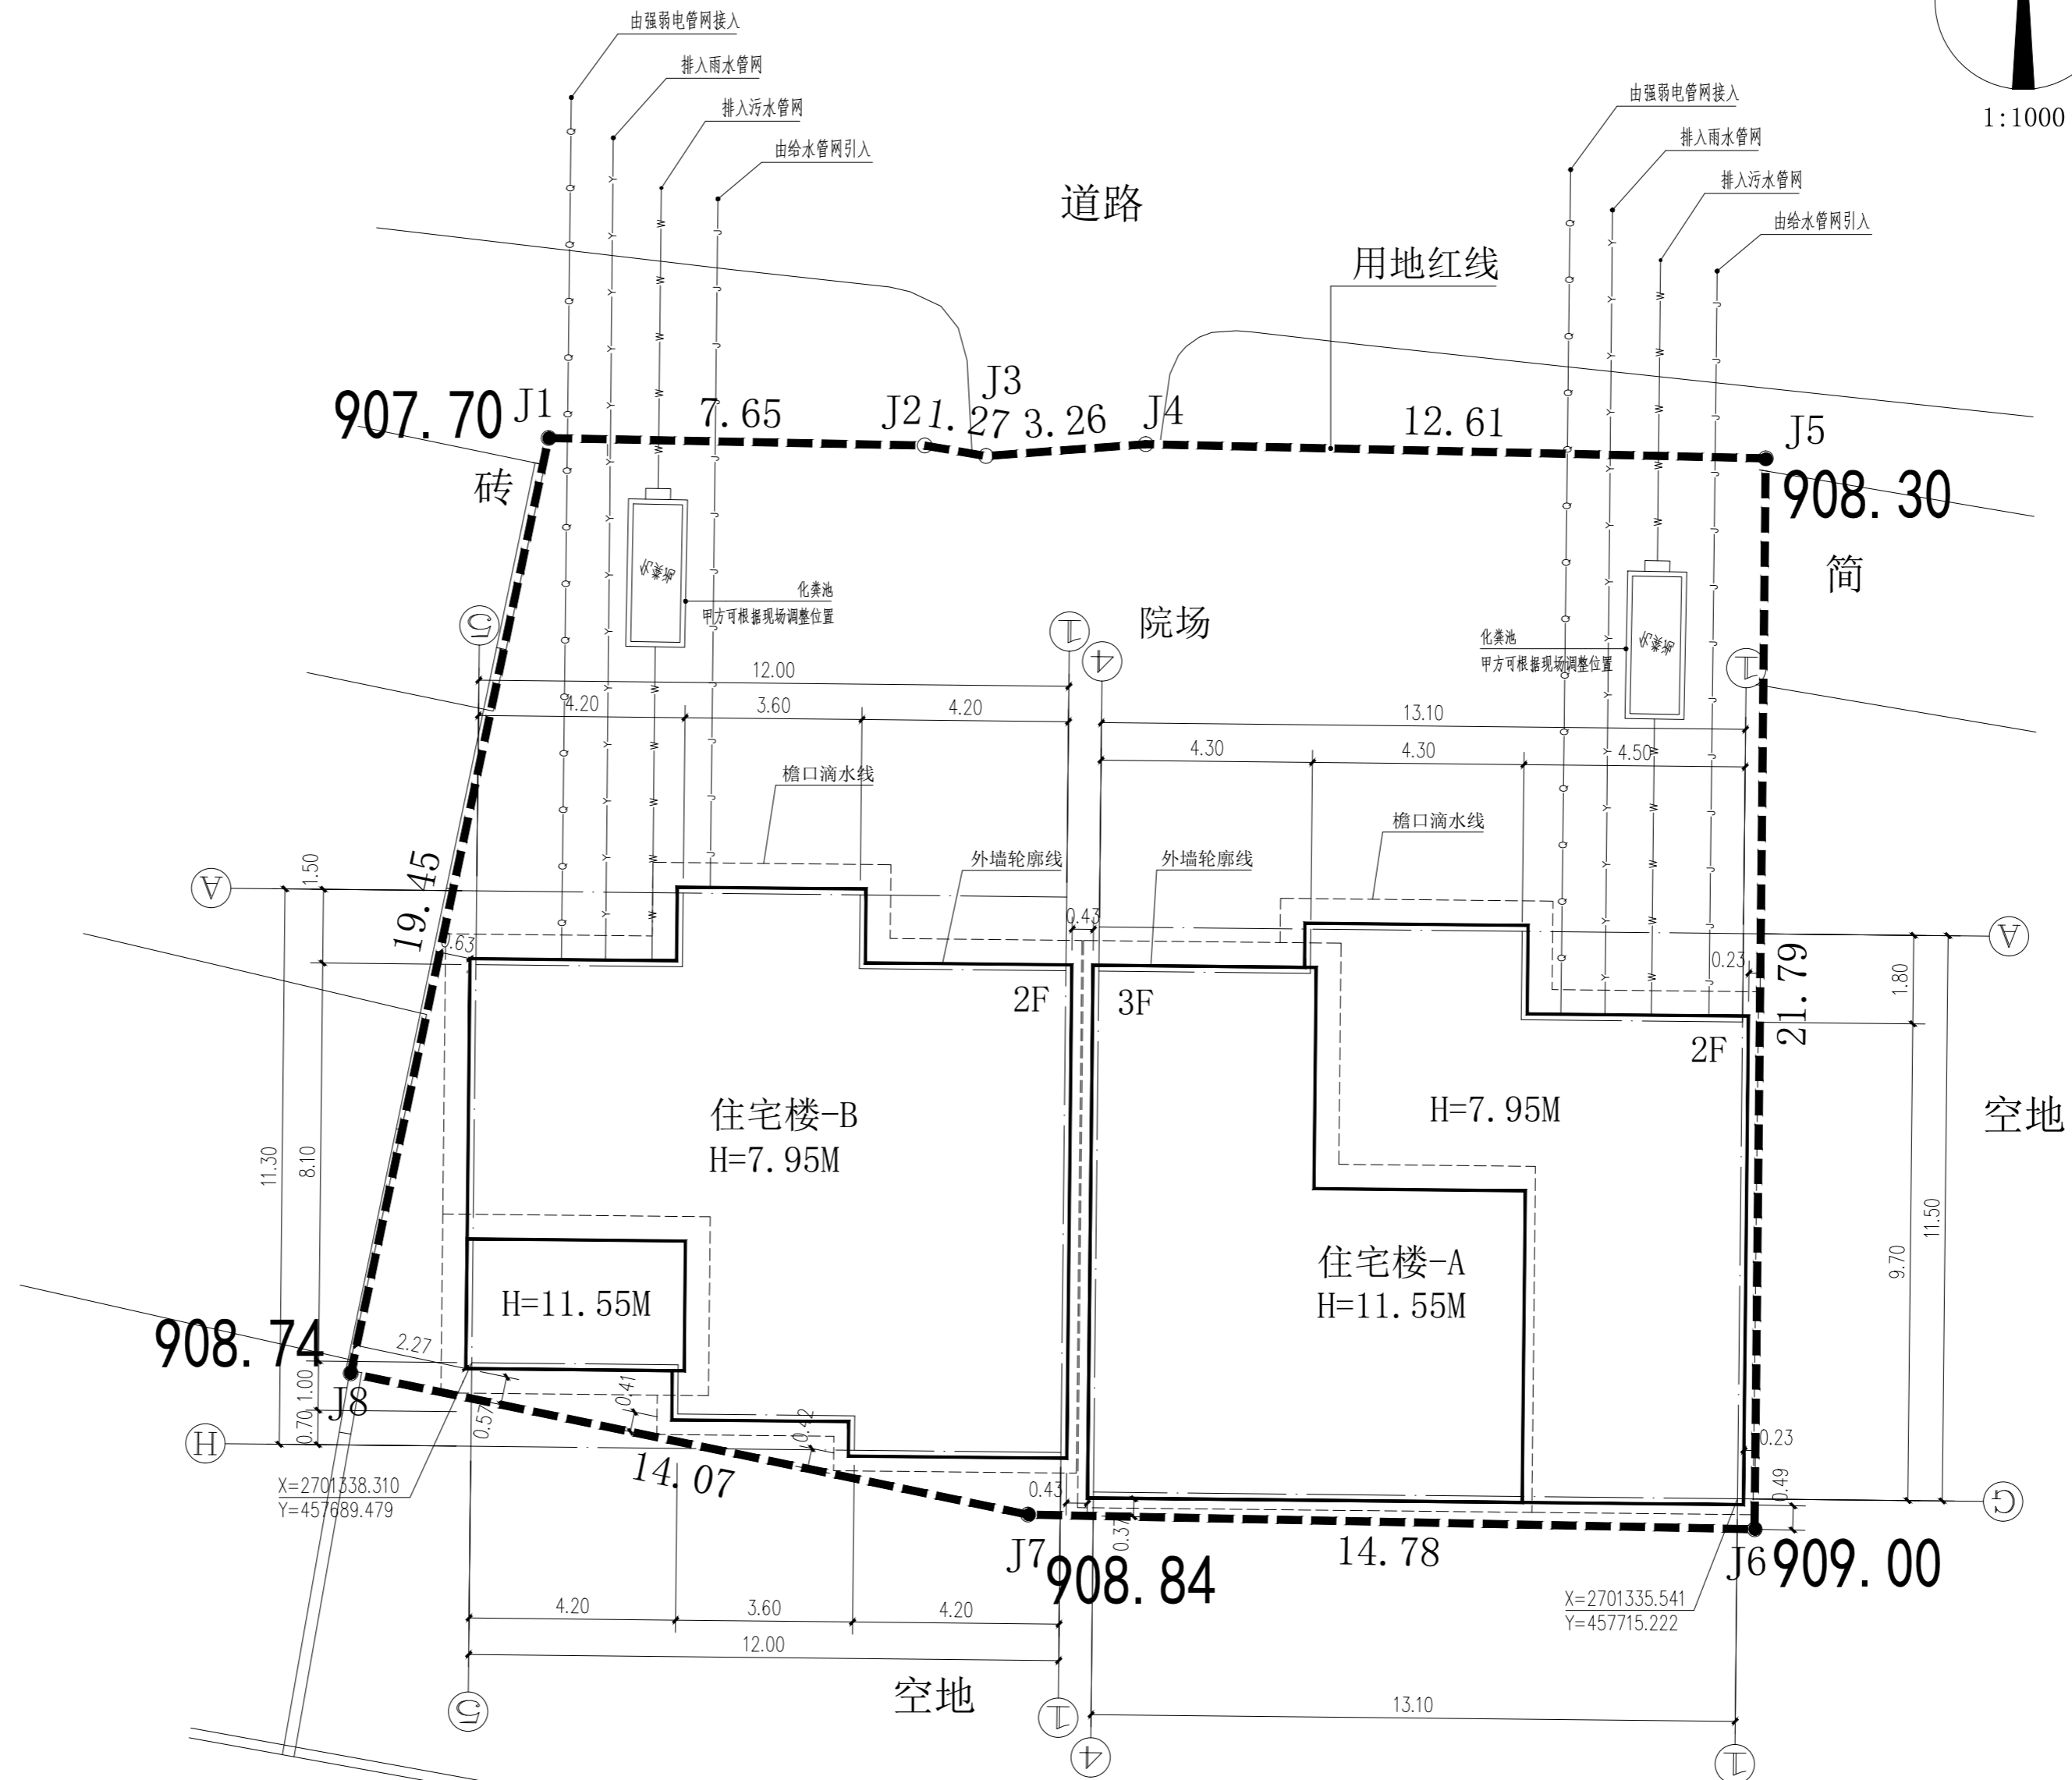 由强弱电管网接入
排入雨水管网
排入污水管网
由给水管网引入
由强弱电管网接入
排入雨水管网
排入污水管网
由给水管网引入
1:1000
道路
用地红线
907.70
J1
7.65
J2
1.27
J3
3.26
J4
12.61
J5
908.30
砖
简
化粪池
化粪池
甲方可根据现场调整位置
院场
化粪池
化粪池
甲方可根据现场调整位置
5
1
4
1
12.00
4.20
3.60
4.20
13.10
4.30
4.30
4.50
檐口滴水线
外墙轮廓线
外墙轮廓线
檐口滴水线
A
1.50
19.45
0.63
0.43
0.23
1.80
21.79
A
2F
3F
2F
住宅楼-B
H=7.95M
H=7.95M
空地
11.30
8.10
11.50
9.70
H=11.55M
住宅楼-A
H=11.55M
908.74
J8
2.27
1.00
0.70
0.57
0.41
0.42
H
14.07
X=2701338.310
Y=457689.479
0.43
0.37
0.23
0.49
G
J7
908.84
14.78
J6
909.00
X=2701335.541
Y=457715.222
4.20
3.60
4.20
12.00
空地
13.10
5
1
4
1